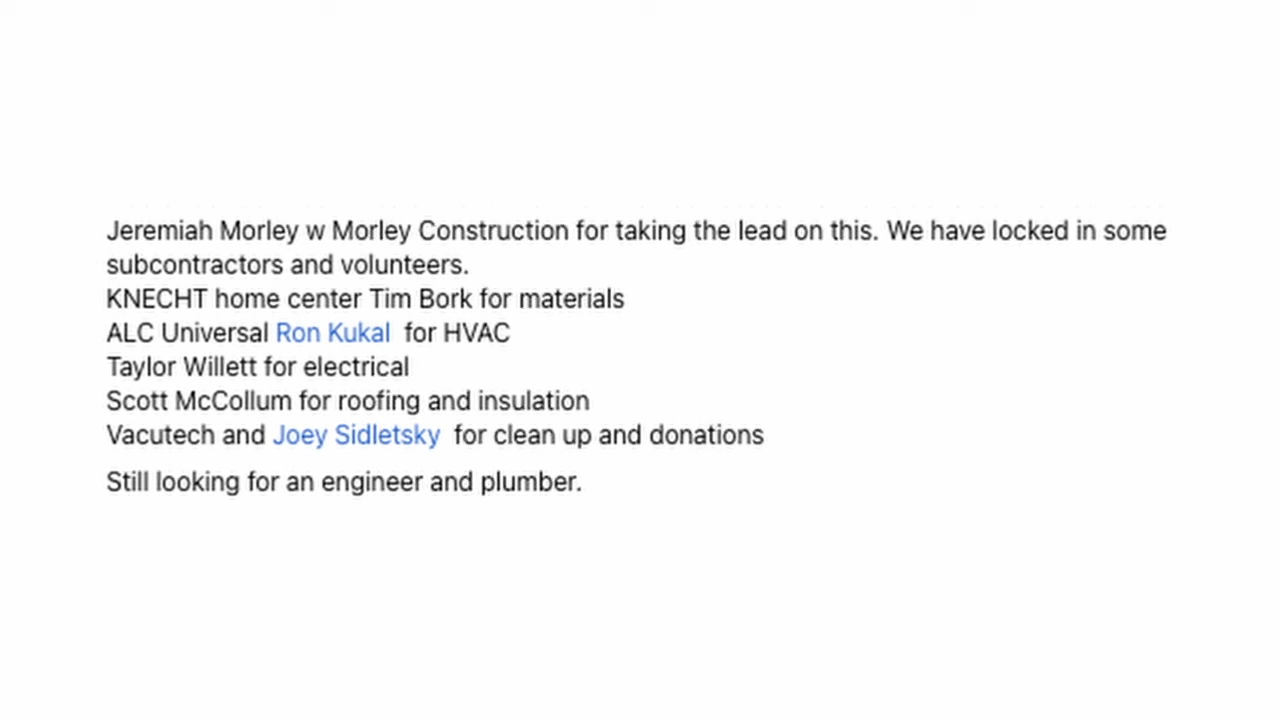 Jeremiah Morley w Morley Construction for taking the lead on this. We have locked in some
subcontractors and volunteers.
KNECHT home center Tim Bork for materials
ALC Universal Ron Kukal for HVAC
Taylor Willett for electrical
Scott McCollum for roofing and insulation
Vacutech and Joey Sidletsky for clean up and donations
Still looking for an engineer and plumber.